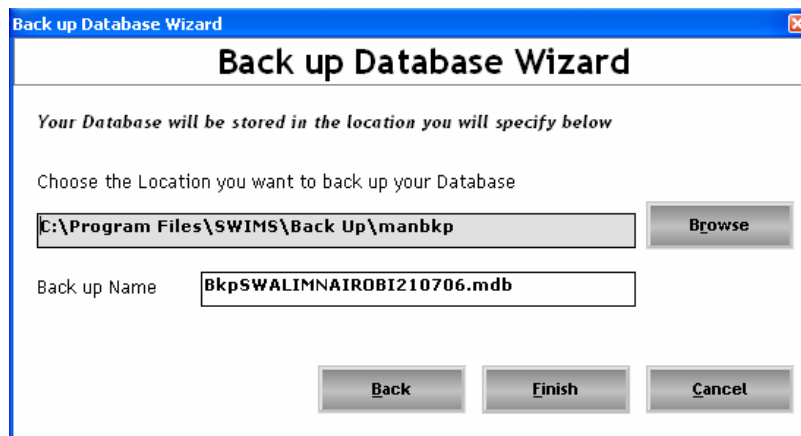 Back up Database Wizard
Back up Database Wizard
Your Database will be stored in the location you will specify below
Choose the Location you want to back up your Database
C:\Program Files\SWIMS\Back Up\manbkp
Browse
Back up Name
BkpSWALIMNAIROBI210706.mdb
Back
Finish
Cancel